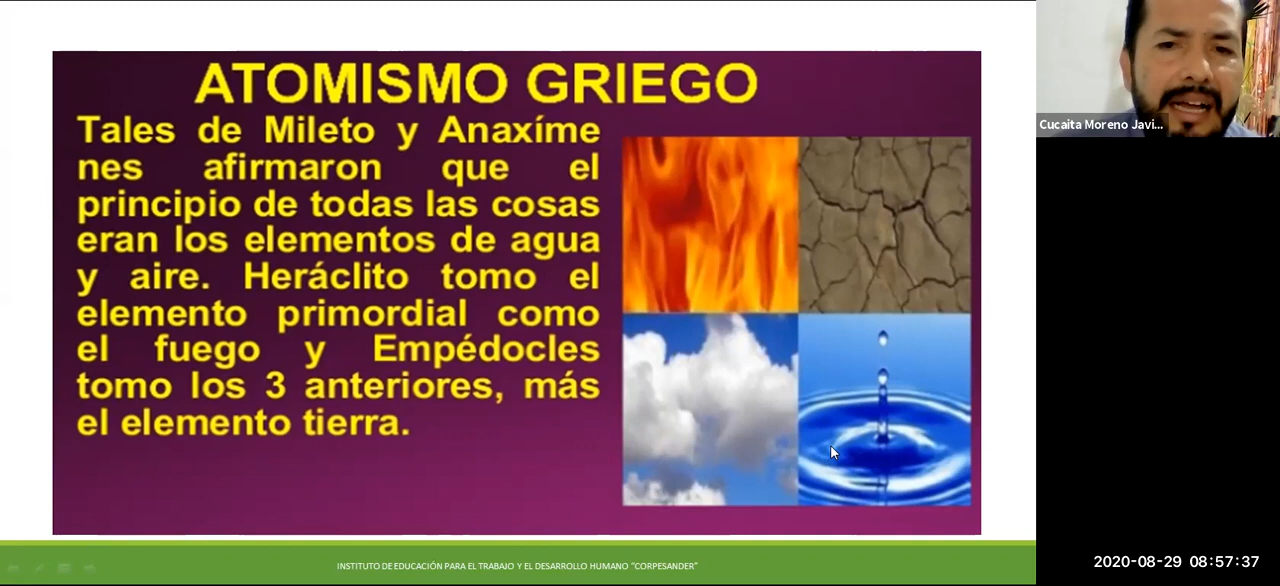 ATOMISMO GRIEGO
Tales de Mileto y Anaxíme
nes afirmaron que el
principio de todas las cosas
eran los elementos de agua
y aire. Heráclito tomo el
elemento primordial como
el fuego y Empédocles
tomo los 3 anteriores, más
el elemento tierra.
INSTITUTO DE EDUCACIÓN PARA EL TRABAJO Y EL DESARROLLO HUMANO “CORPESANDER”
Cucaita Moreno Javi...
2020-08-29 08:57:37